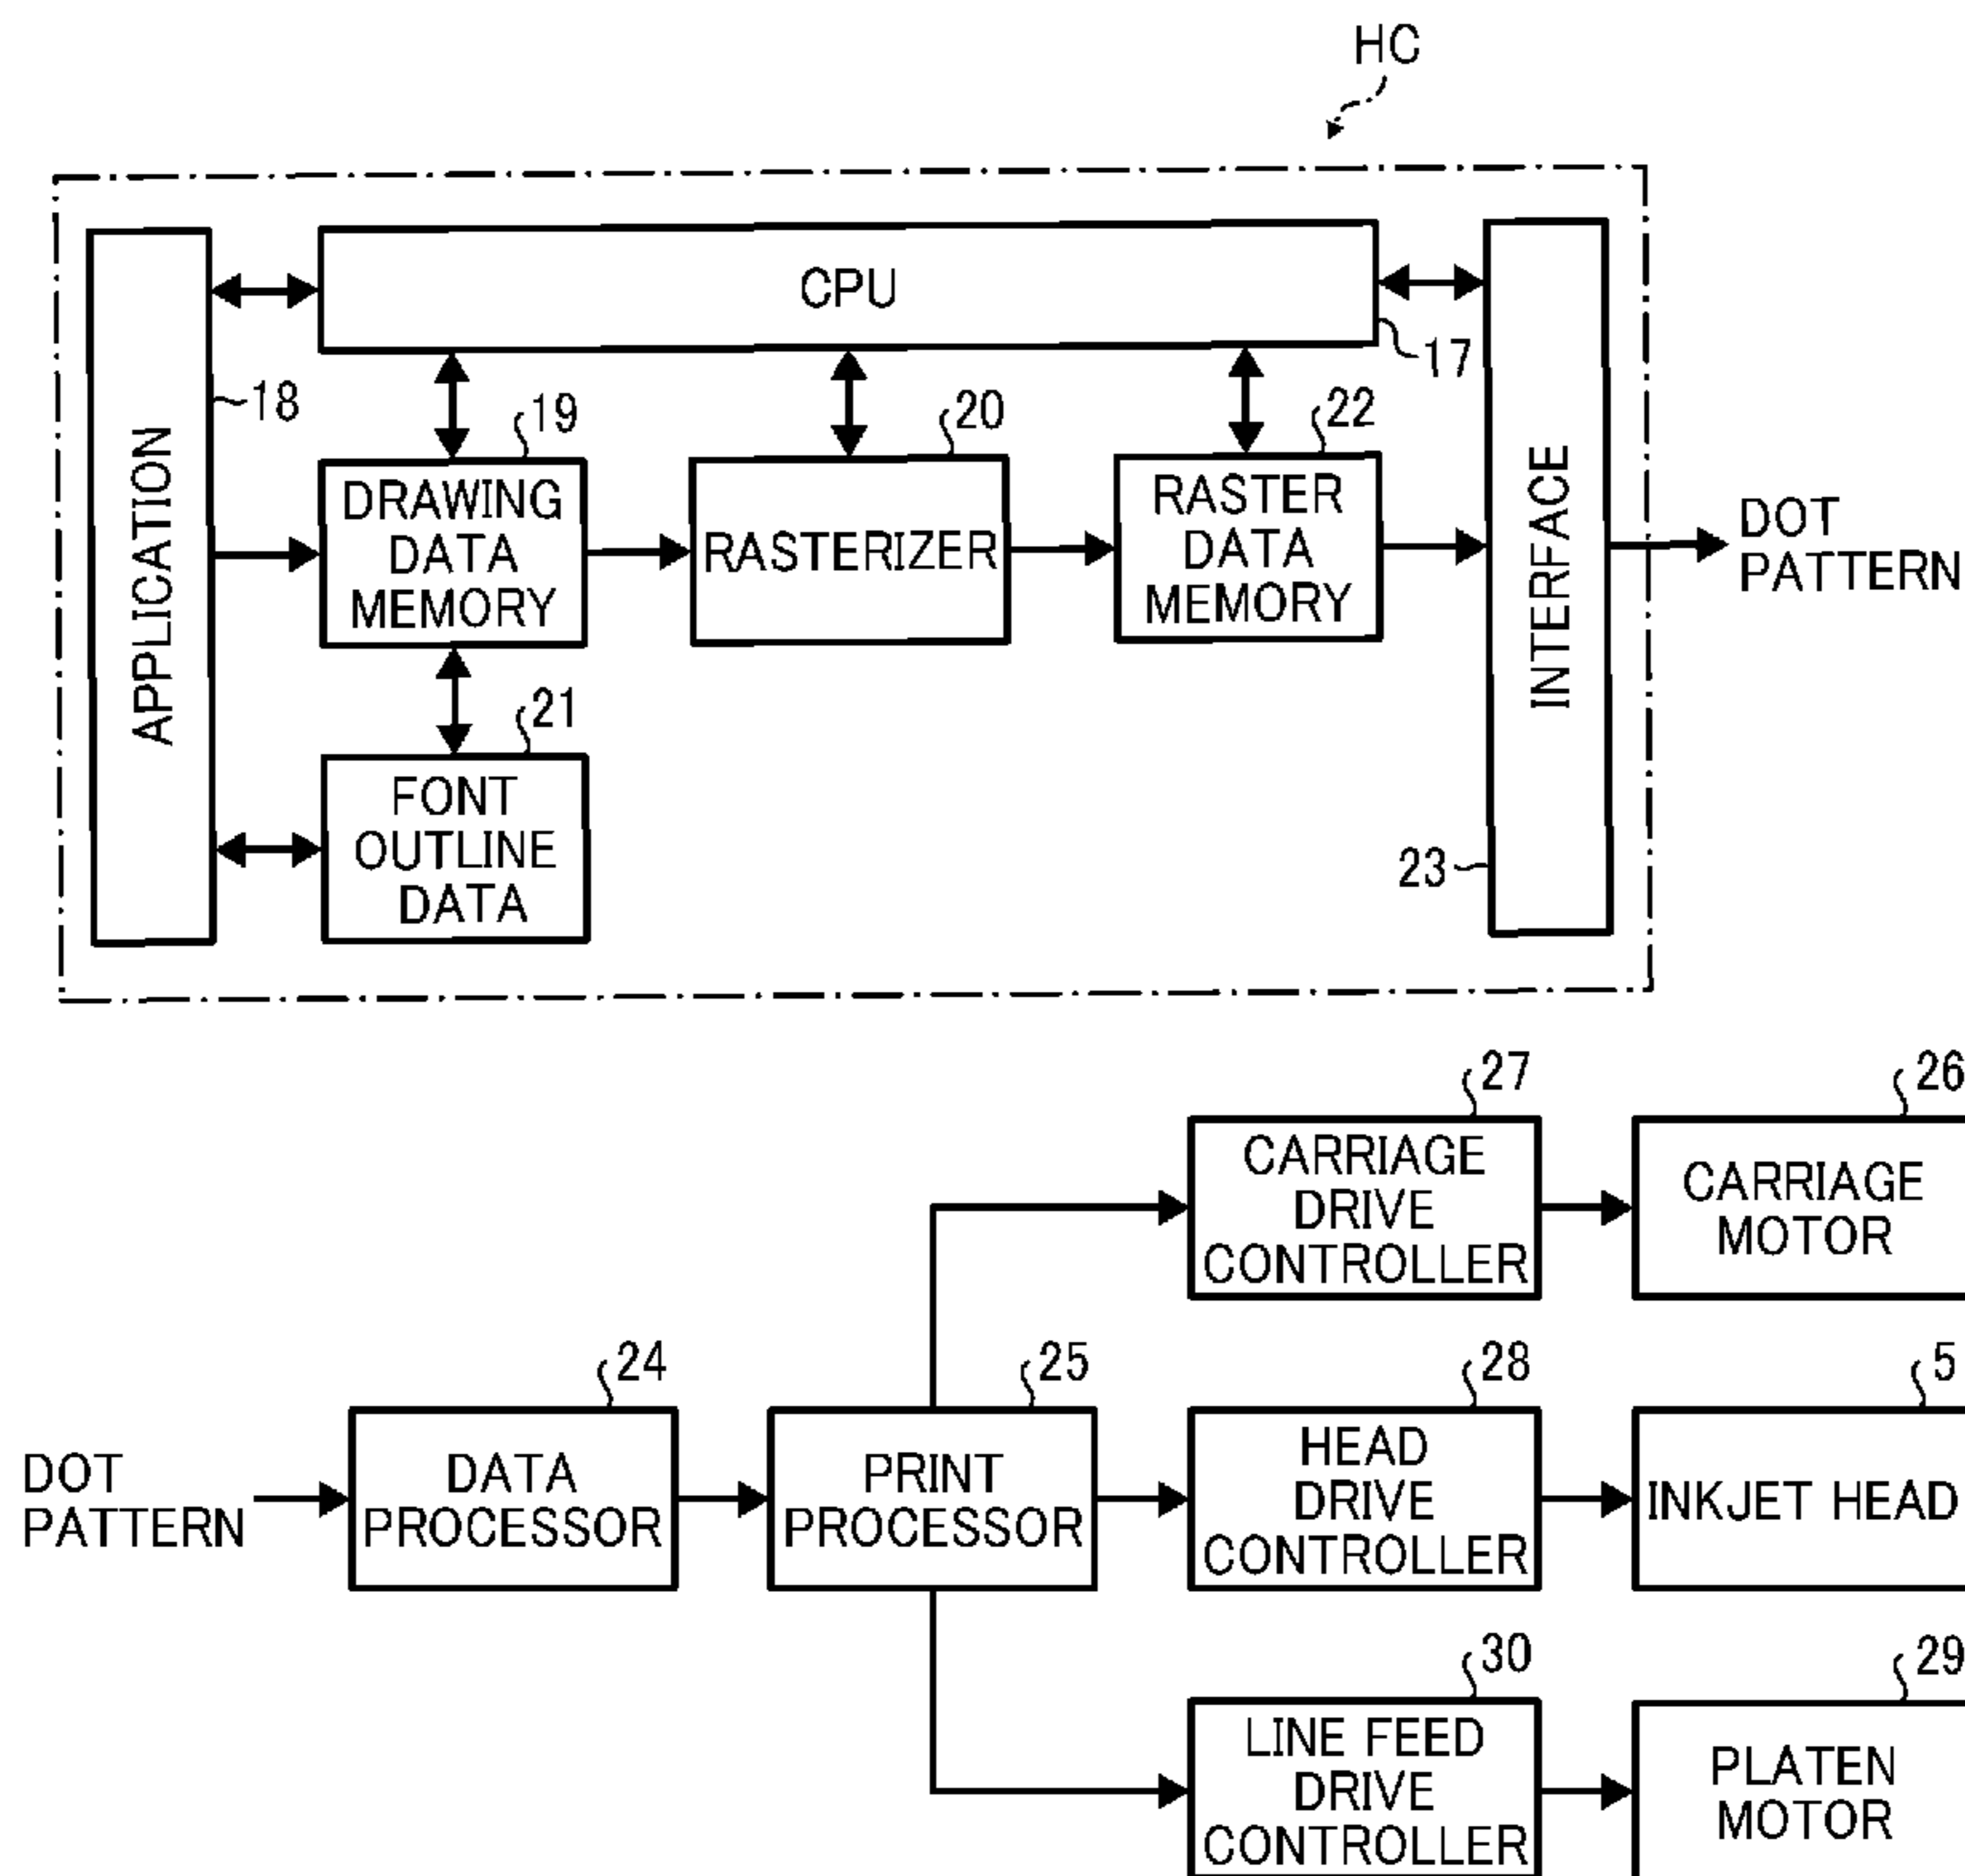 HC
CPU
17
18
APPLICATION
19
DRAWING
DATA
MEMORY
20
RASTERIZER
22
RASTER
DATA
MEMORY
INTERFACE
DOT
PATTERN
21
FONT
OUTLINE
DATA
23
27
CARRIAGE
DRIVE
CONTROLLER
26
CARRIAGE
MOTOR
DOT
PATTERN
24
DATA
PROCESSOR
25
PRINT
PROCESSOR
28
HEAD
DRIVE
CONTROLLER
5
INKJET HEAD
30
LINE FEED
DRIVE
CONTROLLER
29
PLATEN
MOTOR